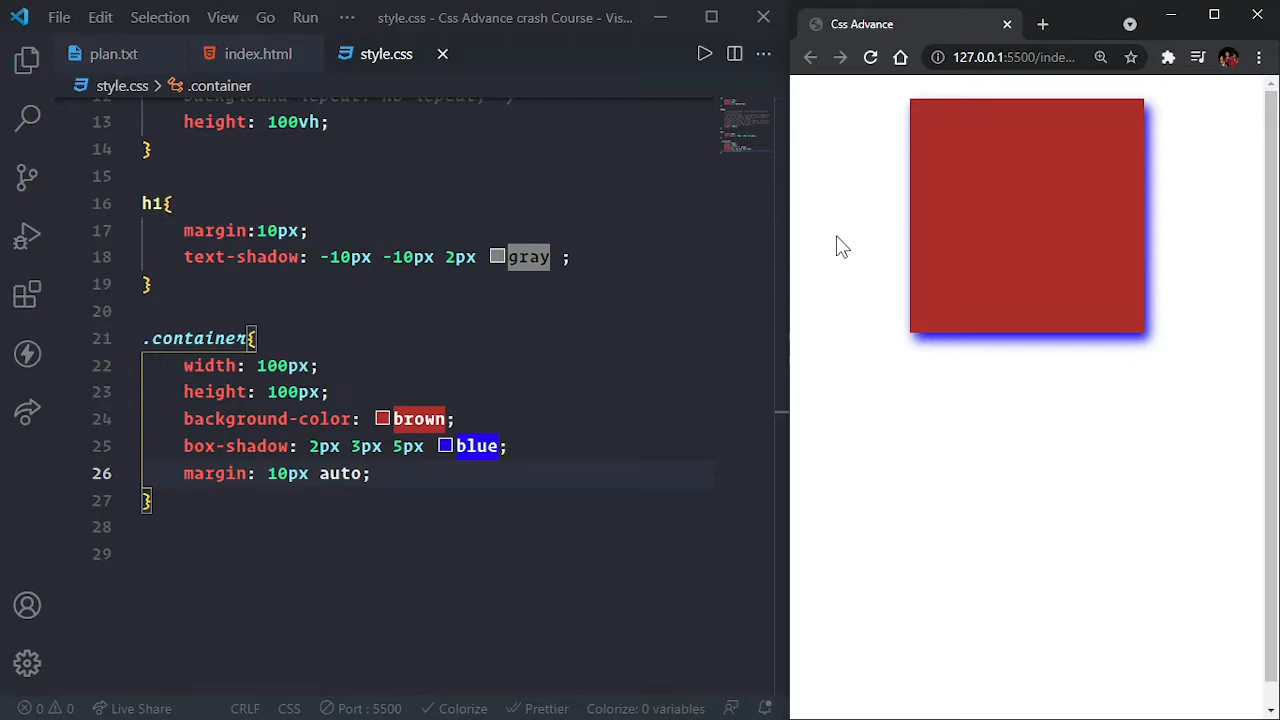 File Edit Selection View Go Run ··· style.css - Css Advance crash Course - Vis...
plan.txt index.html style.css
style.css > .container
13 height: 100vh;
14 }
15
16 h1{
17 margin:10px;
18 text-shadow: -10px -10px 2px gray ;
19 }
20
21 .container{
22 width: 100px;
23 height: 100px;
24 background-color: brown;
25 box-shadow: 2px 3px 5px blue;
26 margin: 10px auto;
27 }
28
29
0 0 Live Share CRLF CSS Port : 5500 Colorize Prettier Colorize: 0 variables
Css Advance
127.0.0.1:5500/inde...